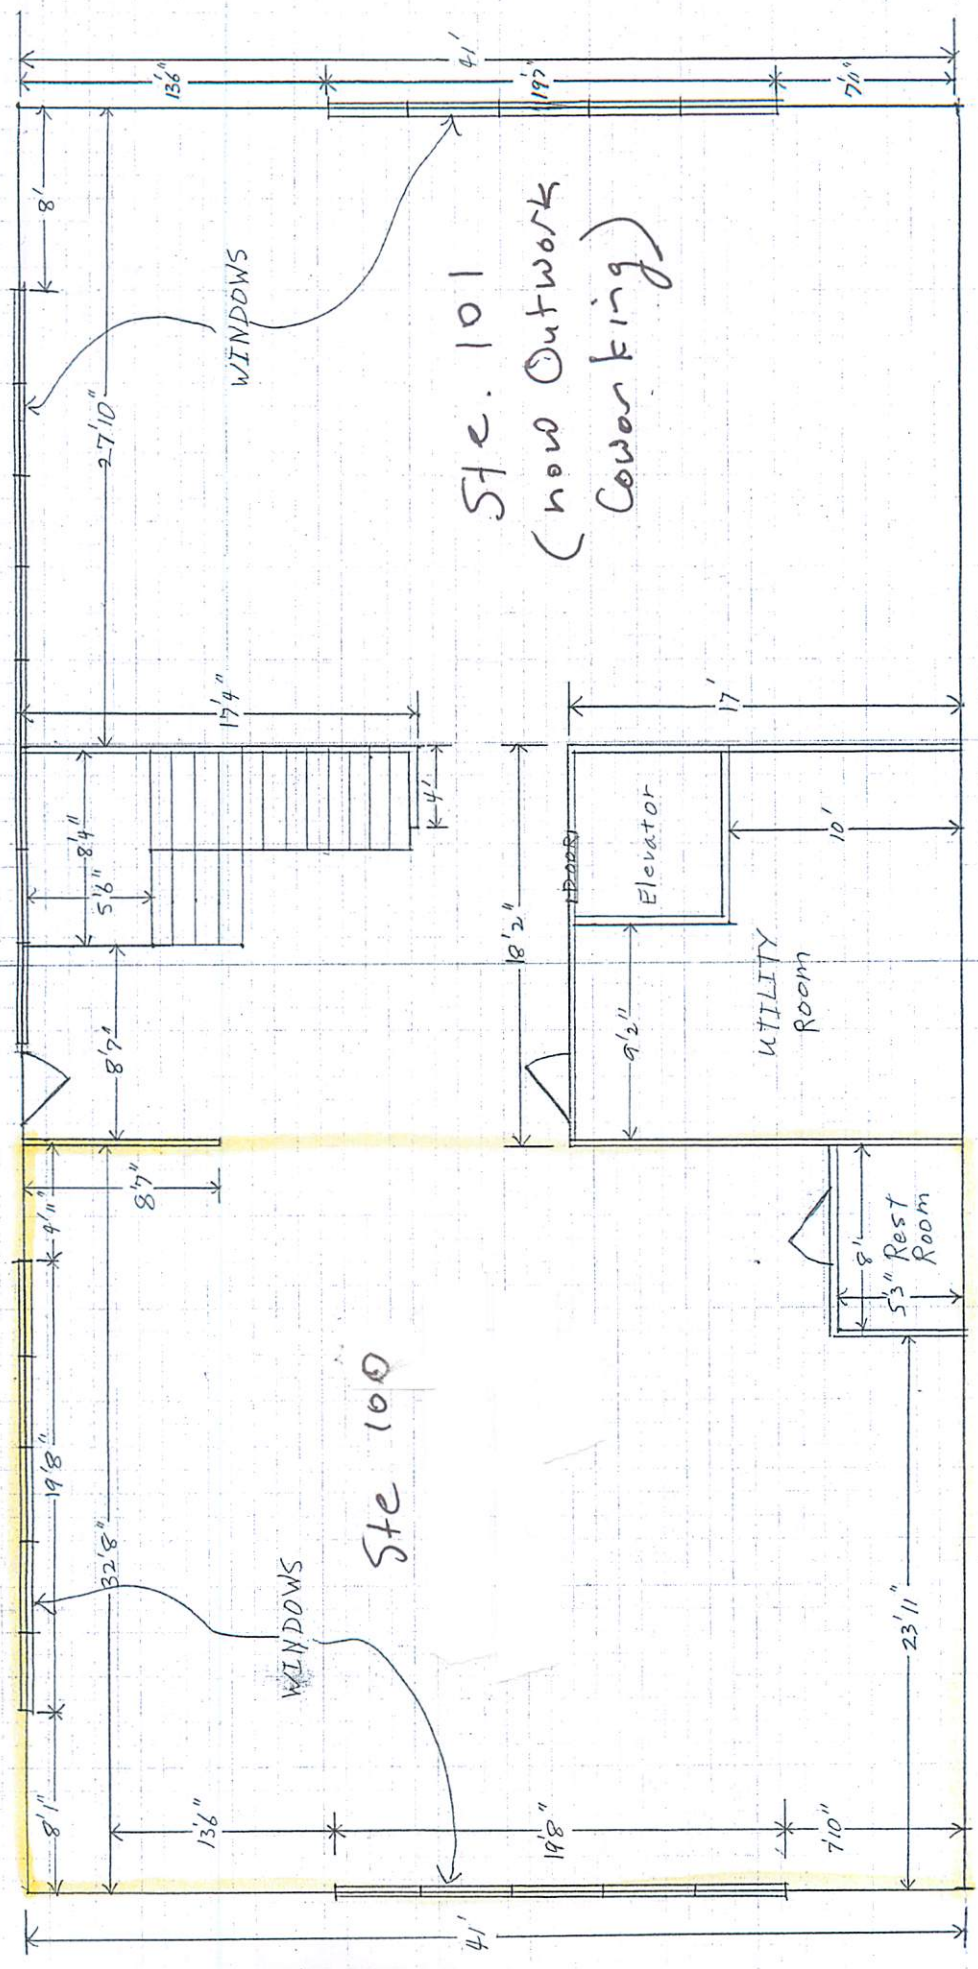 41'
13'6"
19'7"
7'11"
8'
27'10"
WINDOWS
Ste. 101
(now Outwork
Coworking)
17'4"
17'
4'
8'4"
5'6"
18'2"
DOOR
Elevator
10'
8'7"
9'2"
UTILITY
ROOM
8'7"
4'11"
8'
5'3"
Rest
Room
Ste 100
19'8"
32'8"
WINDOWS
23'11"
8'1"
13'6"
19'8"
7'10"
41'